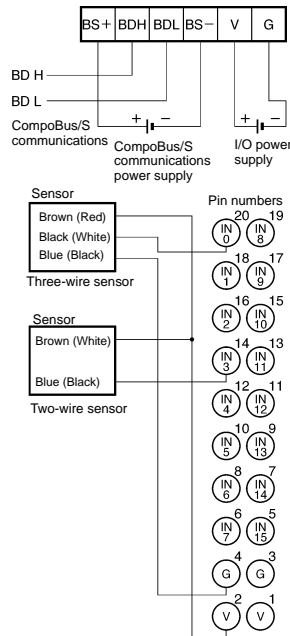 BS+ BDH BDL BS− V G
BD H
BD L
+ − + −
CompoBus/S
communications
CompoBus/S
communications
power supply
I/O power
supply
Sensor
Brown (Red)
Black (White)
Blue (Black)
Three-wire sensor
Sensor
Brown (White)
Blue (Black)
Two-wire sensor
Pin numbers
20 19
IN 0 IN 8
18 17
IN 1 IN 9
16 15
IN 2 IN 10
14 13
IN 3 IN 11
12 11
IN 4 IN 12
10 9
IN 5 IN 13
8 7
IN 6 IN 14
6 5
IN 7 IN 15
4 3
G G
2 1
V V